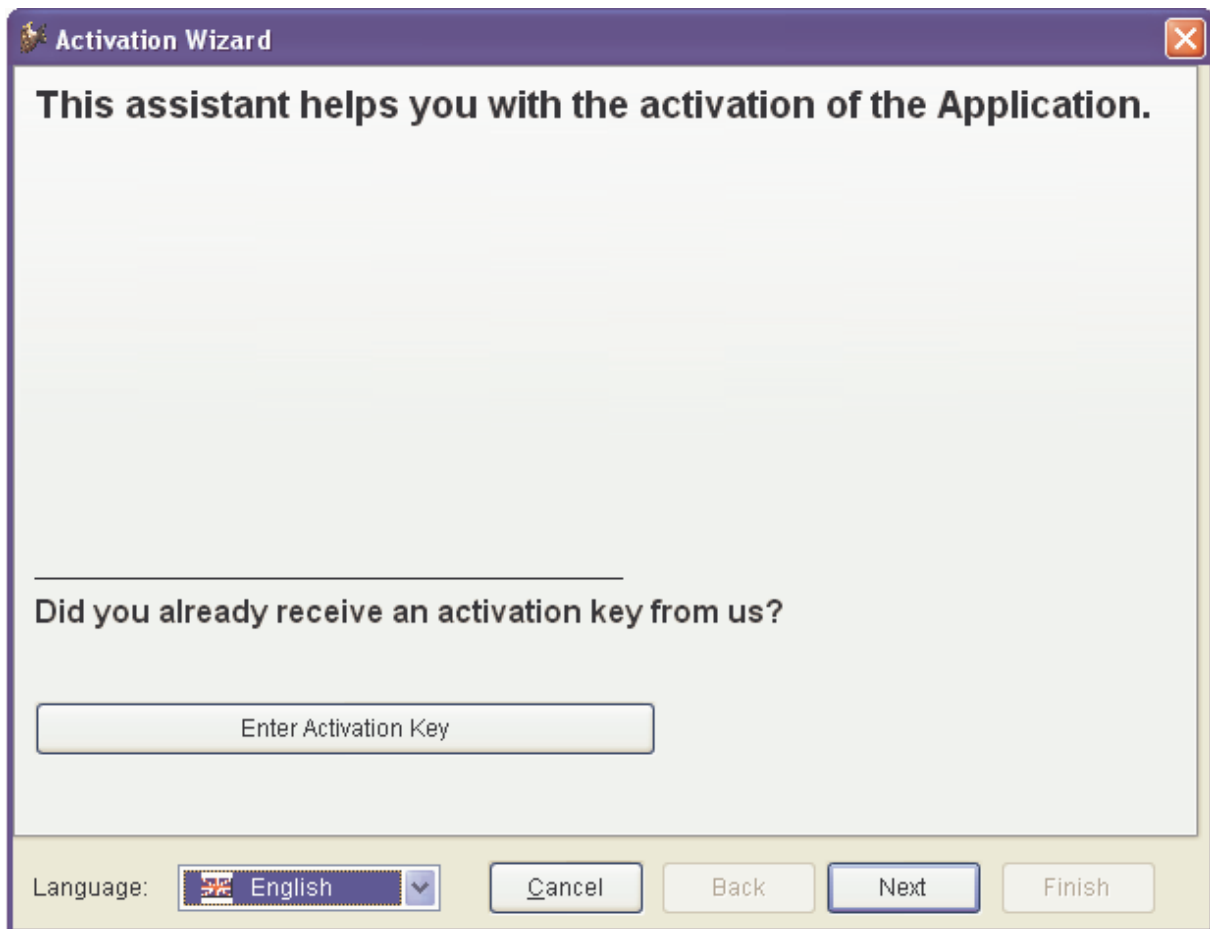 Activation Wizard
This assistant helps you with the activation of the Application.
Did you already receive an activation key from us?
Enter Activation Key
Language: English Cancel Back Next Finish